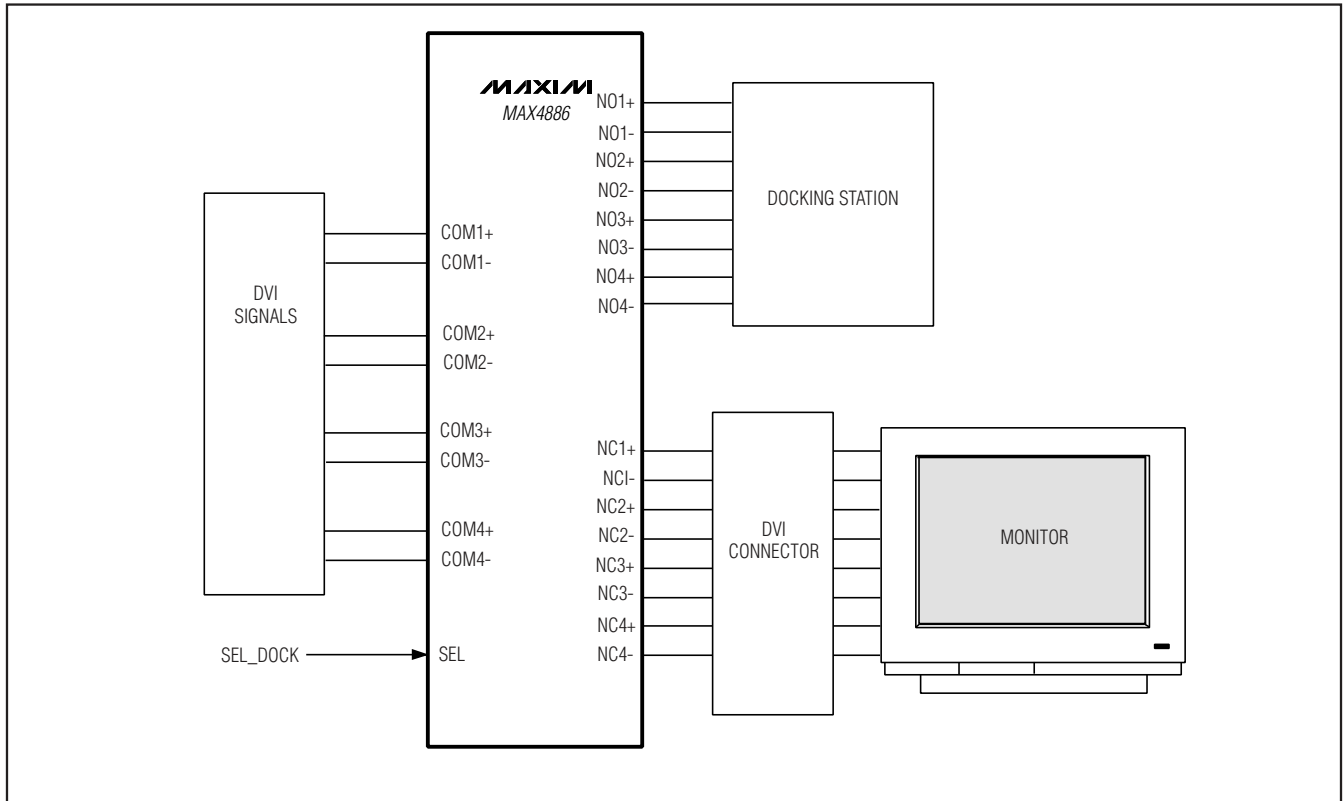 MAXIM
MAX4886
NO1+
NO1-
NO2+
NO2-
NO3+
NO3-
NO4+
NO4-
DOCKING STATION
DVI
SIGNALS
COM1+
COM1-
COM2+
COM2-
COM3+
COM3-
COM4+
COM4-
SEL_DOCK
SEL
NC1+
NCI-
NC2+
NC2-
NC3+
NC3-
NC4+
NC4-
DVI
CONNECTOR
MONITOR